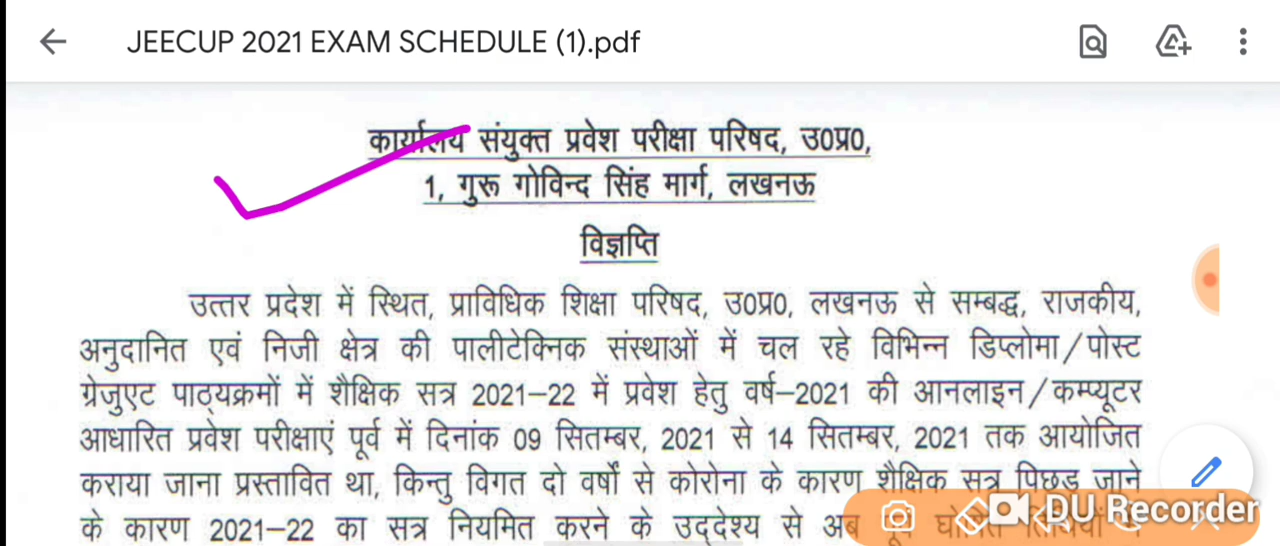 JEECUP 2021 EXAM SCHEDULE (1).pdf
कार्यालय संयुक्त प्रवेश परीक्षा परिषद, उ0प्र0,
1, गुरू गोविन्द सिंह मार्ग, लखनऊ
विज्ञप्ति
उत्तर प्रदेश में स्थित, प्राविधिक शिक्षा परिषद, उ0प्र0, लखनऊ से सम्बद्ध, राजकीय,
अनुदानित एवं निजी क्षेत्र की पालीटेक्निक संस्थाओं में चल रहे विभिन्न डिप्लोमा/पोस्ट
ग्रेजुएट पाठ्यक्रमों में शैक्षिक सत्र 2021-22 में प्रवेश हेतु वर्ष-2021 की आनलाइन/कम्प्यूटर
आधारित प्रवेश परीक्षाएं पूर्व में दिनांक 09 सितम्बर, 2021 से 14 सितम्बर, 2021 तक आयोजित
कराया जाना प्रस्तावित था, किन्तु विगत दो वर्षों से कोरोना के कारण शैक्षिक सत्र पिछड़ जाने
के कारण 2021-22 का सत्र नियमित करने के उद्देश्य से अब
DU Recorder